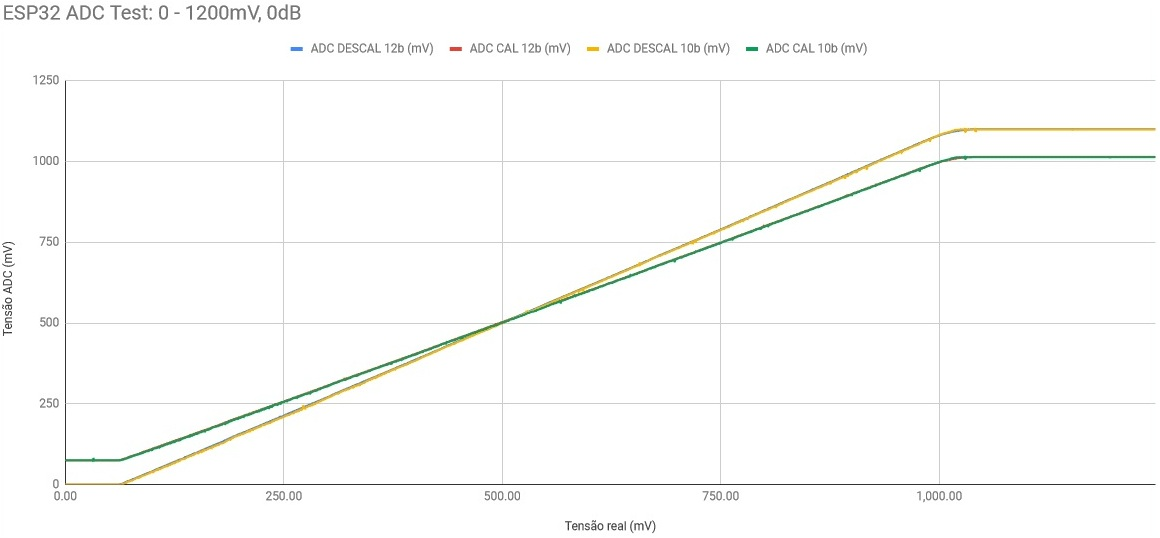 ESP32 ADC Test: 0 - 1200mV, 0dB
ADC DESCAL 12b (mV) ADC CAL 12b (mV) ADC DESCAL 10b (mV) ADC CAL 10b (mV)
1250
1000
750
500
250
0
Tensão ADC (mV)
0.00 250.00 500.00 750.00 1,000.00
Tensão real (mV)